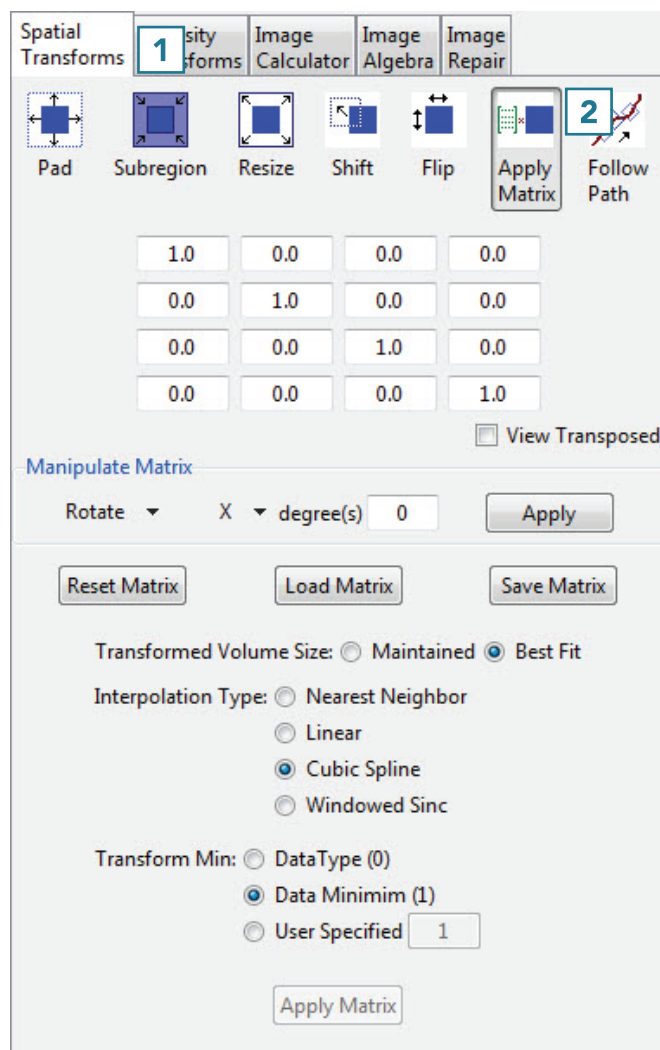 Spatial Transforms
1
sity
sforms
Image Calculator
Image Algebra
Image Repair
2
Pad
Subregion
Resize
Shift
Flip
Apply Matrix
Follow Path
1.0 0.0 0.0 0.0
0.0 1.0 0.0 0.0
0.0 0.0 1.0 0.0
0.0 0.0 0.0 1.0
View Transposed
Manipulate Matrix
Rotate X degree(s) 0 Apply
Reset Matrix Load Matrix Save Matrix
Transformed Volume Size: Maintained Best Fit
Interpolation Type: Nearest Neighbor
Linear
Cubic Spline
Windowed Sinc
Transform Min: DataType (0)
Data Minimim (1)
User Specified 1
Apply Matrix